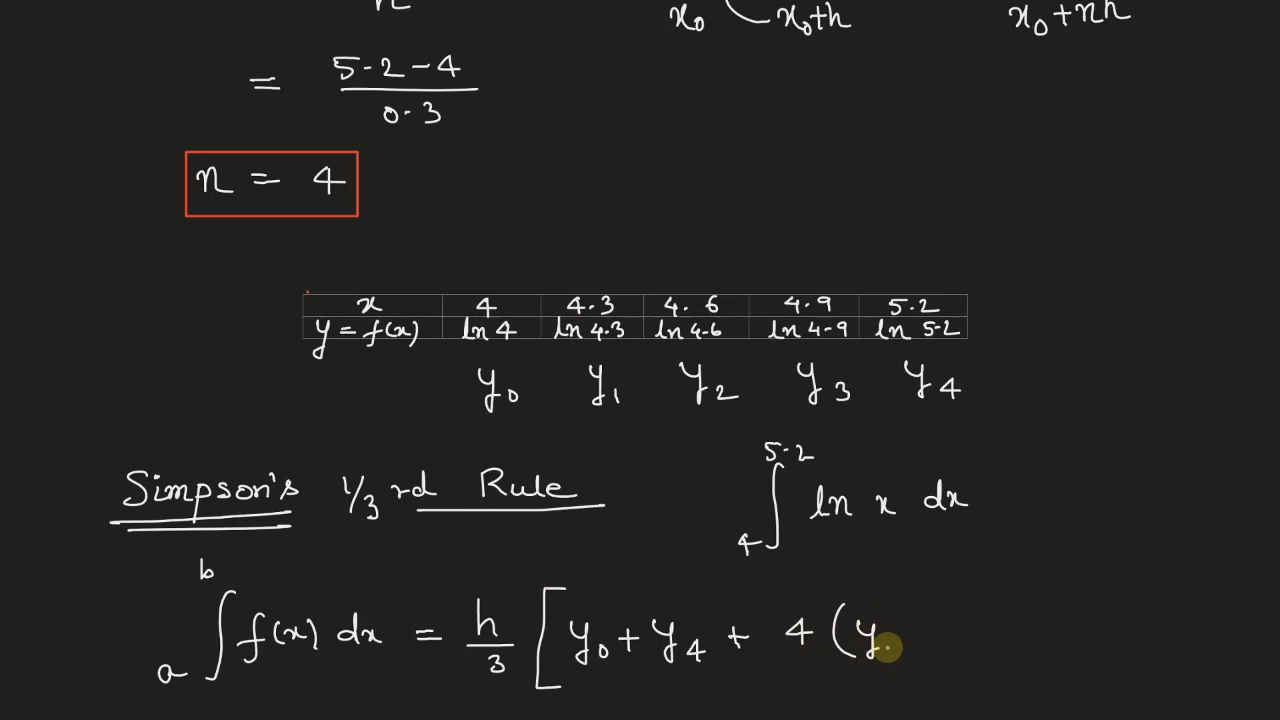 n x₀ x₀+h x₀+nh
= 5.2-4 / 0.3
n = 4
x 4 4.3 4.6 4.9 5.2
y=f(x) ln 4 ln 4.3 ln 4.6 ln 4.9 ln 5.2
y₀ y₁ y₂ y₃ y₄
Simpson's 1/3 rd Rule ∫₄^5.2 ln x dx
∫ₐ^b f(x) dx = h/3 [y₀+y₄ + 4 (y